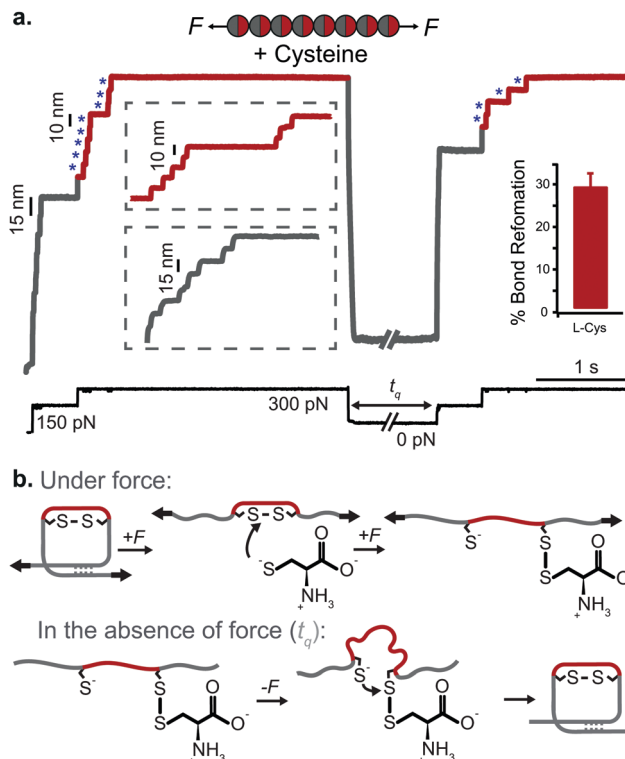 a.
F F
+ Cysteine
* * * * * * * *
* * *
10 nm
15 nm
10 nm
15 nm
% Bond Refomation
30
20
10
0
L-Cys
1 s
150 pN
300 pN
t_q
0 pN
b. Under force:
S-S
+F
S-S
+F
S-
S
S
O
O-
NH3
+
-S
O
O-
NH3
+
In the absence of force (t_q):
S-
S
S
O
O-
NH3
+
-F
S-
S
S
O
O-
NH3
+
S-S